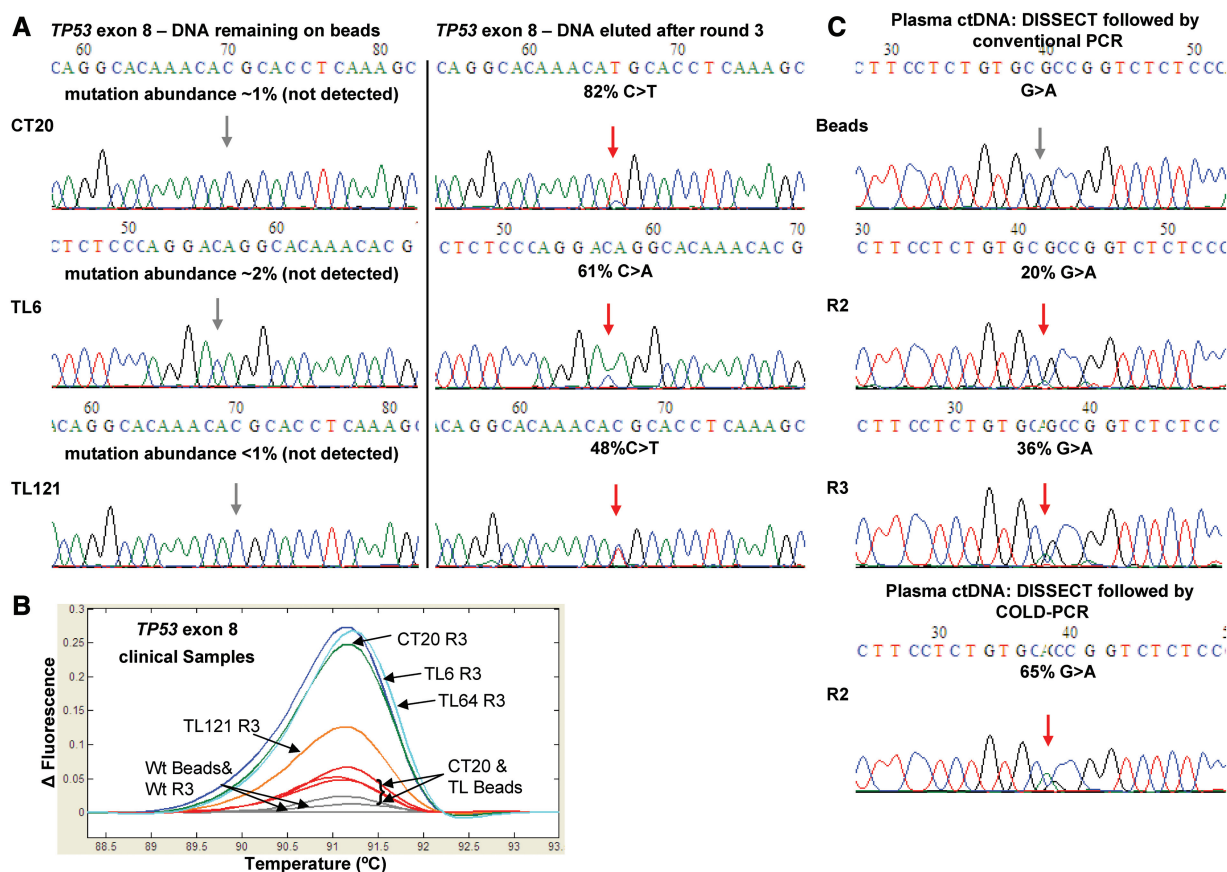 A
TP53 exon 8 – DNA remaining on beads
60 70 80
CAGGCACAAACACGCACCTCAAAGC
mutation abundance ~1% (not detected)
CT20
50 60
CTCTCCCAGGACAGGCACAAACACG
mutation abundance ~2% (not detected)
TL6
60 70 80
ACAGGCACAAACACGCACCTCAAAG
mutation abundance <1% (not detected)
TL121
TP53 exon 8 – DNA eluted after round 3
60 70
CAGGCACAAACATGCACCTCAAAGC
82% C>T
50 60 70
CTCTCCCAGGACAGGCACAAACACG
61% C>A
60 70
ACAGGCACAAACACGCACCTCAAAGC
48%C>T
B
TP53 exon 8
clinical Samples
CT20 R3
TL6 R3
TL64 R3
TL121 R3
Wt Beads&
Wt R3
CT20 &
TL Beads
Δ Fluorescence
0.3
0.25
0.2
0.15
0.1
0.05
0
88.5 89 89.5 90 90.5 91 91.5 92 92.5 93 93.
Temperature (ºC)
C
Plasma ctDNA: DISSECT followed by
conventional PCR
30 40 50
CTTCCTCTGTGCGCCGGTCTCTCCC
G>A
Beads
30 40 50
CTTCCTCTGTGCGCCGGTCTCTCCC
20% G>A
R2
30 40
CTTCCTCTGTGCAGCCGGTCTCTCC
36% G>A
R3
Plasma ctDNA: DISSECT followed by
COLD-PCR
30 40 5
CTTCCTCTGTGCACCGGTCTCTCC
65% G>A
R2